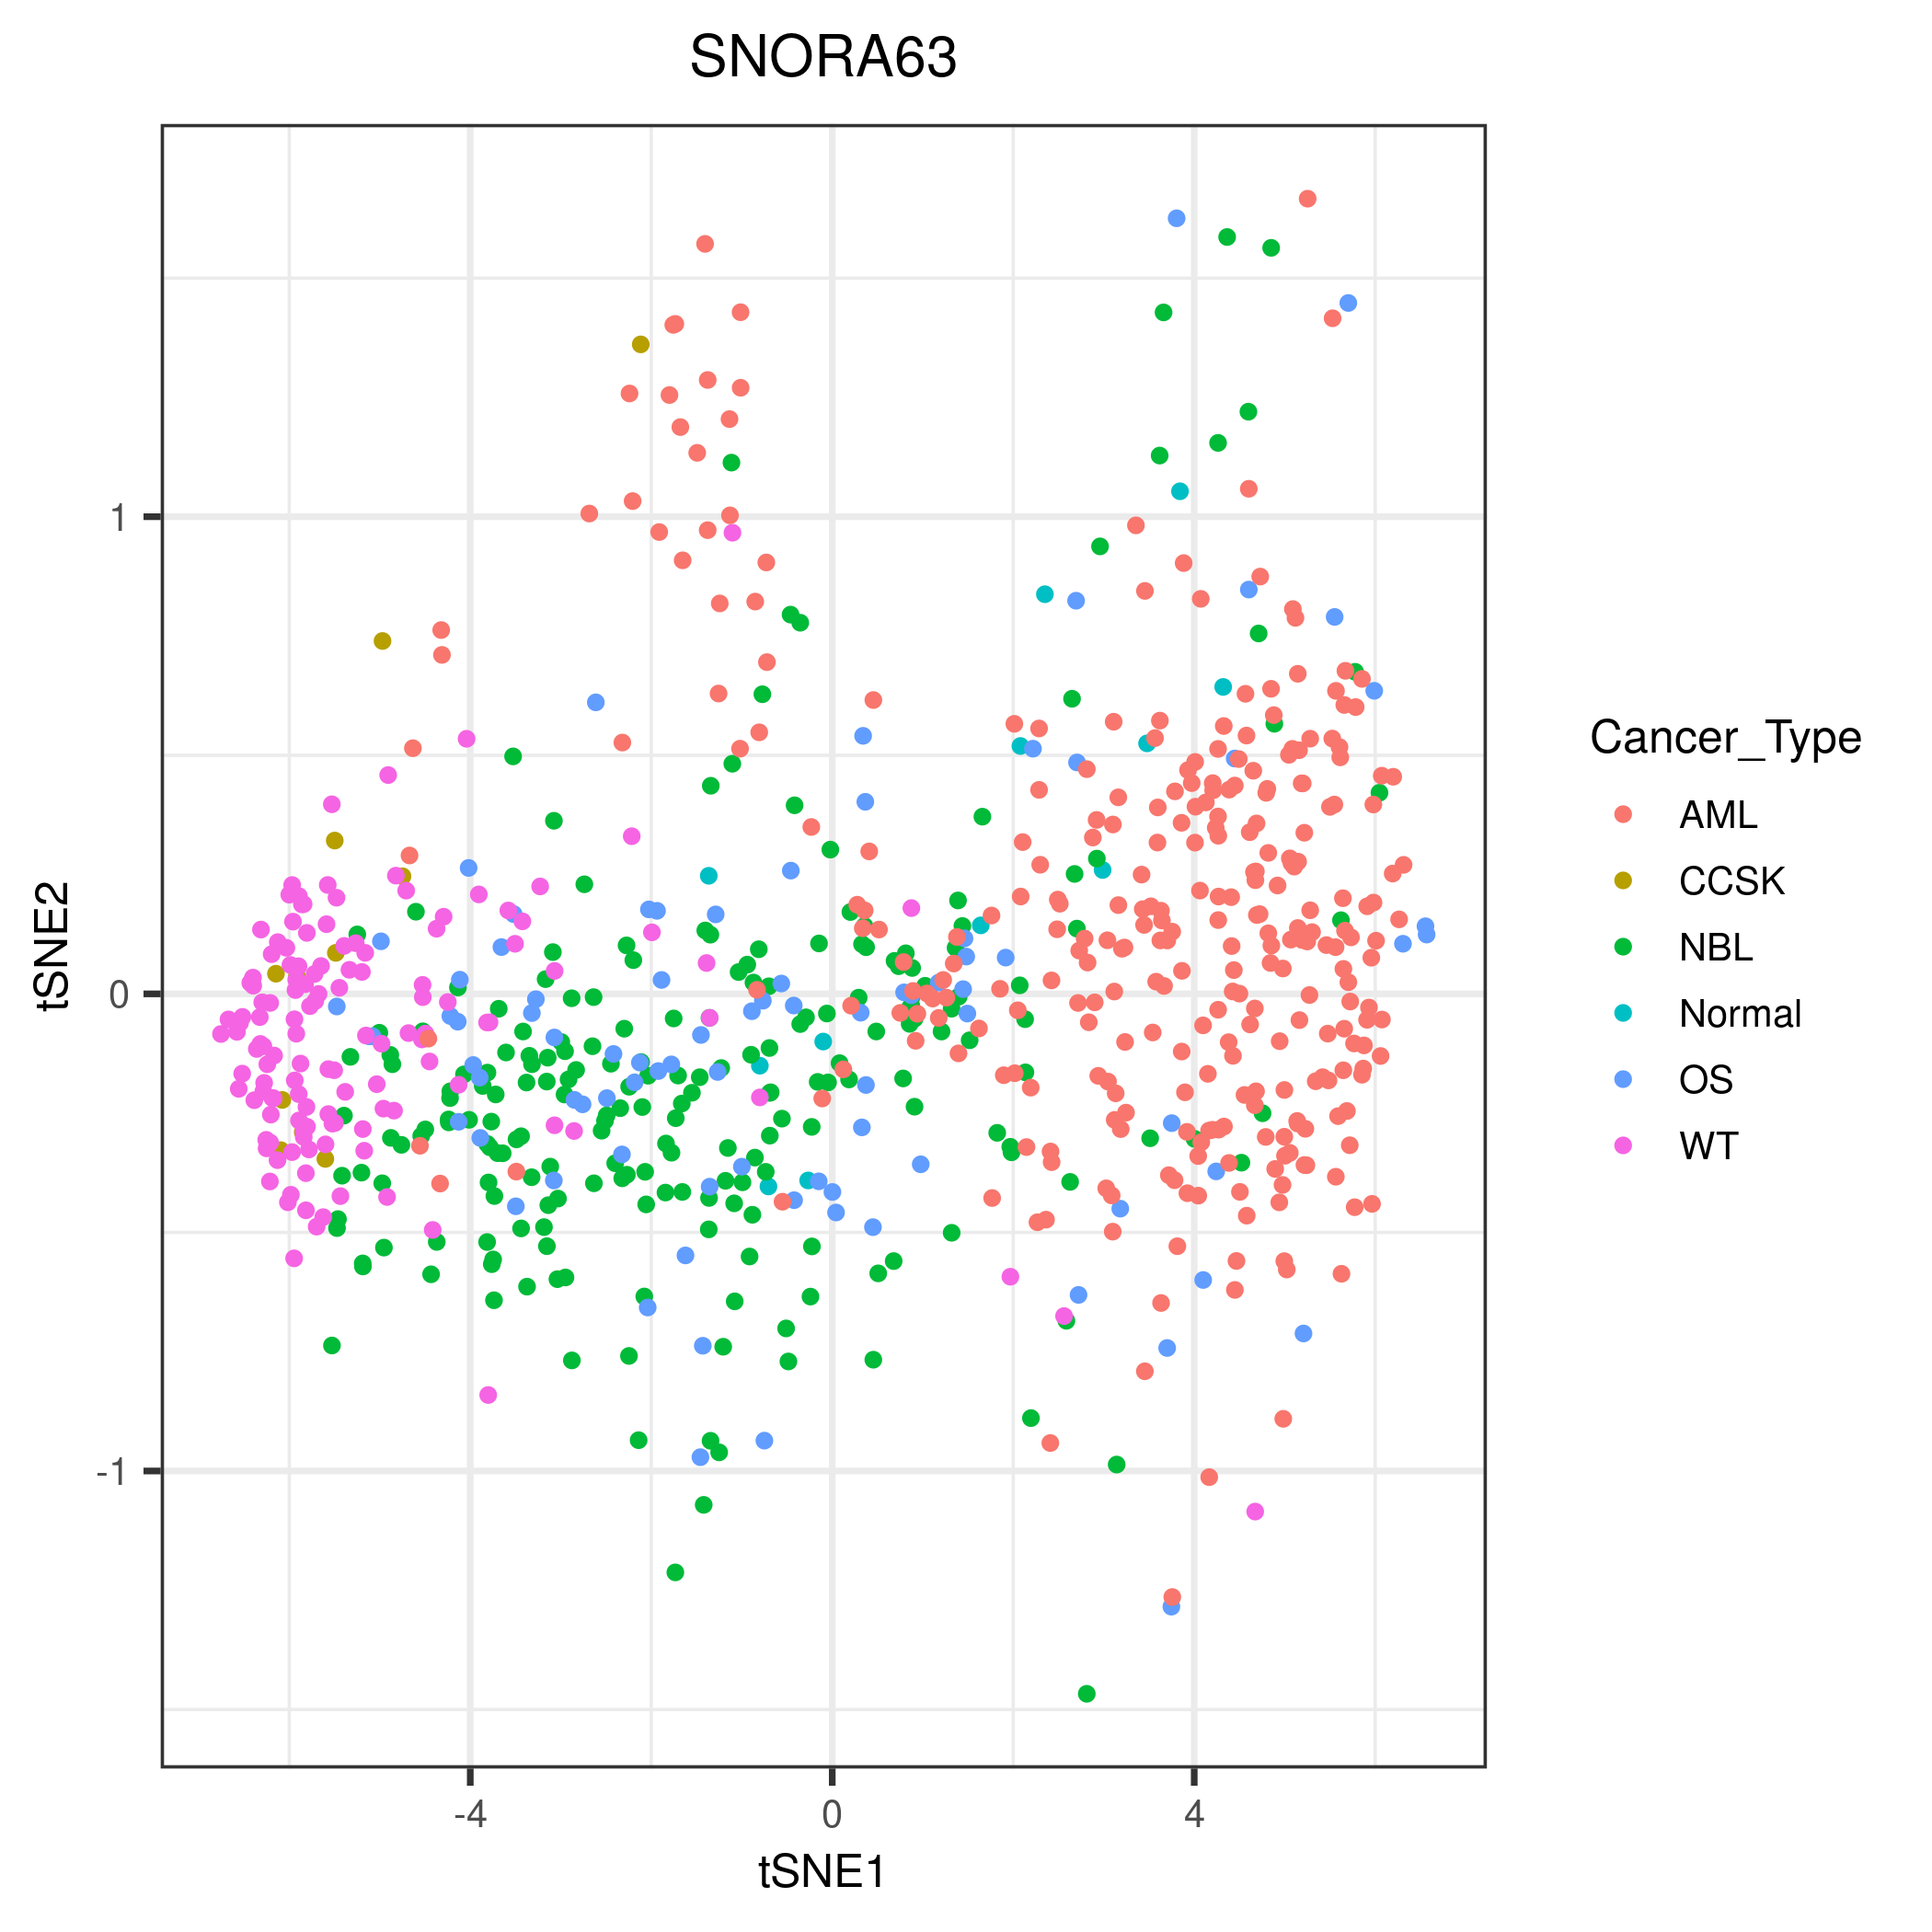 SNORA63
tSNE2
1
0
-1
-4
0
4
tSNE1
Cancer_Type
AML
CCSK
NBL
Normal
OS
WT